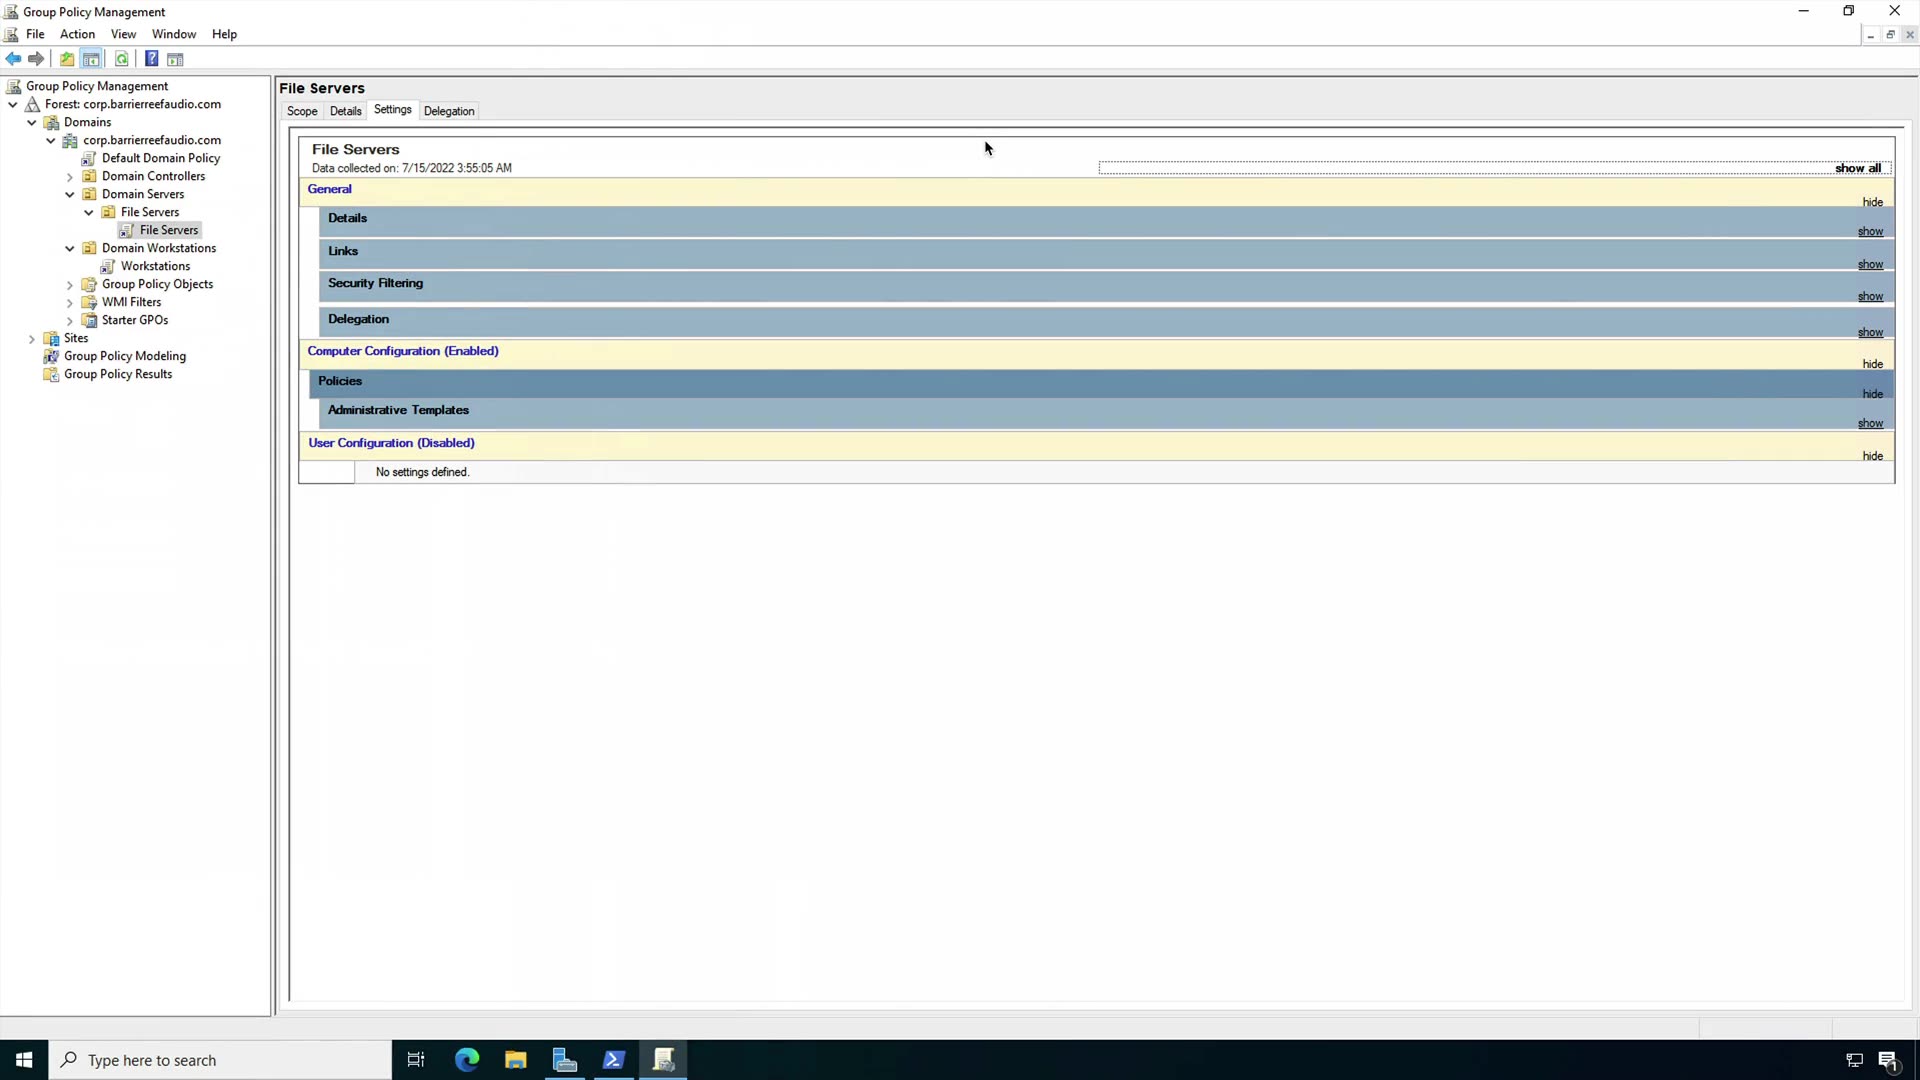 Group Policy Management
File Action View Window Help
Group Policy Management
Forest: corp.barrierreefaudio.com
Domains
corp.barrierreefaudio.com
Default Domain Policy
Domain Controllers
Domain Servers
File Servers
File Servers
Domain Workstations
Workstations
Group Policy Objects
WMI Filters
Starter GPOs
Sites
Group Policy Modeling
Group Policy Results
File Servers
Scope Details Settings Delegation
File Servers
Data collected on: 7/15/2022 3:55:05 AM
show all
General
hide
Details
show
Links
show
Security Filtering
show
Delegation
show
Computer Configuration (Enabled)
hide
Policies
hide
Administrative Templates
show
User Configuration (Disabled)
hide
No settings defined.
Type here to search
1